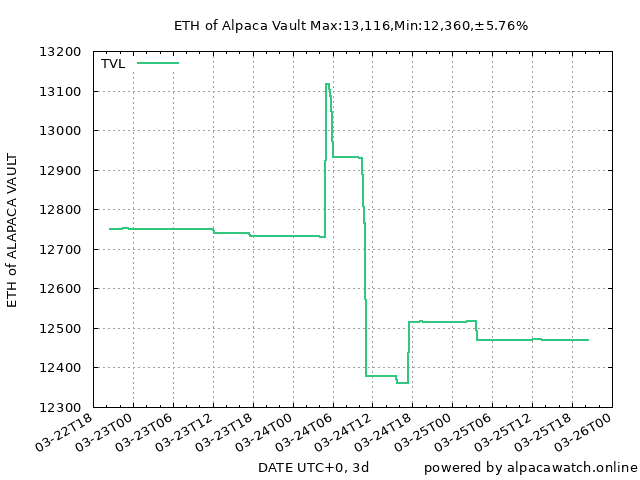 ETH of Alpaca Vault Max:13,116,Min:12,360,±5.76%
TVL
ETH of ALAPACA VAULT
13200
13100
13000
12900
12800
12700
12600
12500
12400
12300
03-22T18
03-23T00
03-23T06
03-23T12
03-23T18
03-24T00
03-24T06
03-24T12
03-24T18
03-25T00
03-25T06
03-25T12
03-25T18
03-26T00
DATE UTC+0, 3d
powered by alpacawatch.online